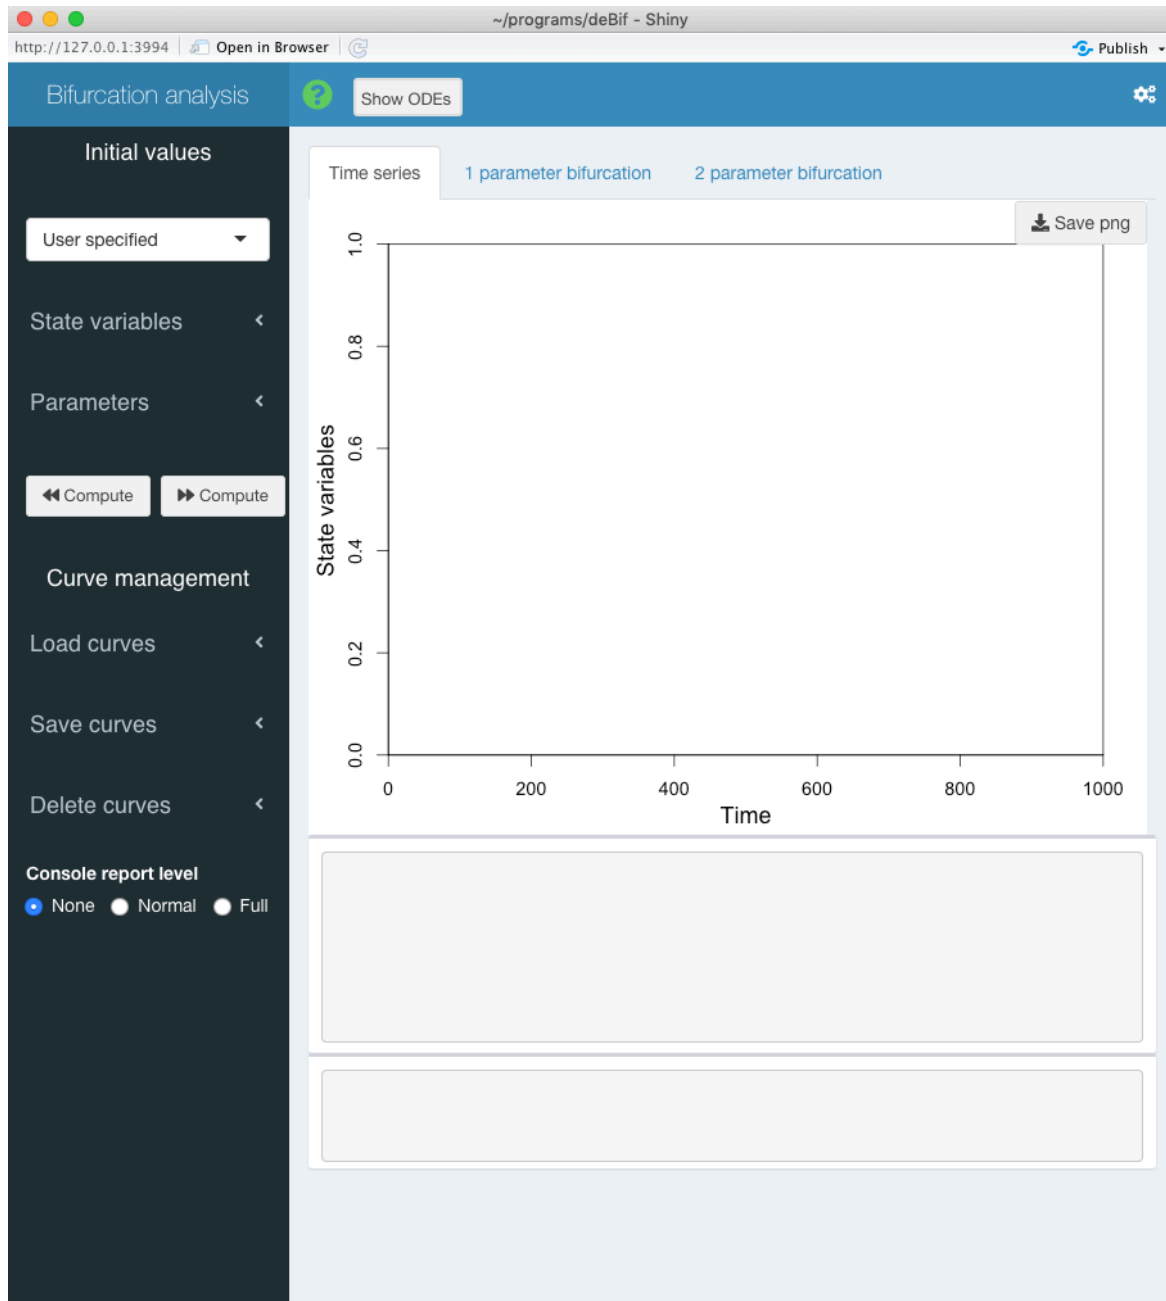 ~/programs/deBif - Shiny
http://127.0.0.1:3994 Open in Browser Publish
Bifurcation analysis
Show ODEs
Initial values
User specified
State variables
Parameters
Compute Compute
Curve management
Load curves
Save curves
Delete curves
Console report level
None Normal Full
Time series 1 parameter bifurcation 2 parameter bifurcation
Save png
State variables
1.0
0.8
0.6
0.4
0.2
0.0
0 200 400 600 800 1000
Time